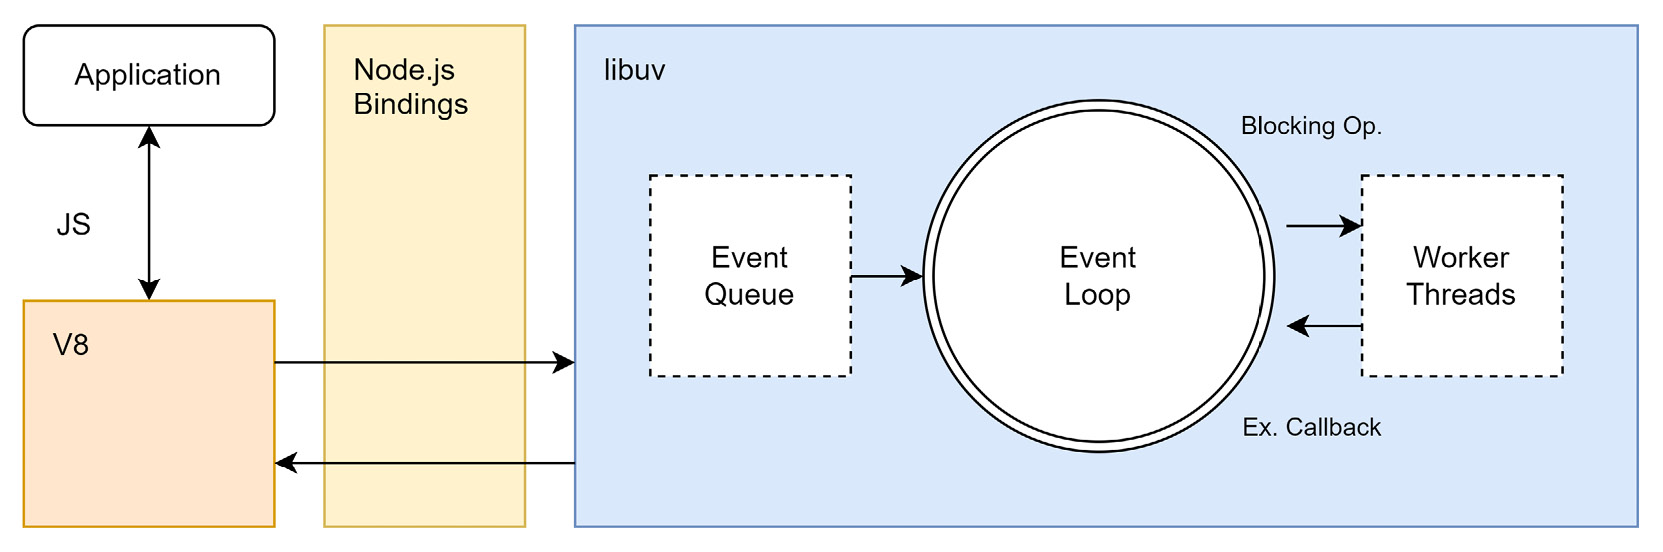 Application
JS
V8
Node.js
Bindings
libuv
Event
Queue
Event
Loop
Blocking Op.
Worker
Threads
Ex. Callback